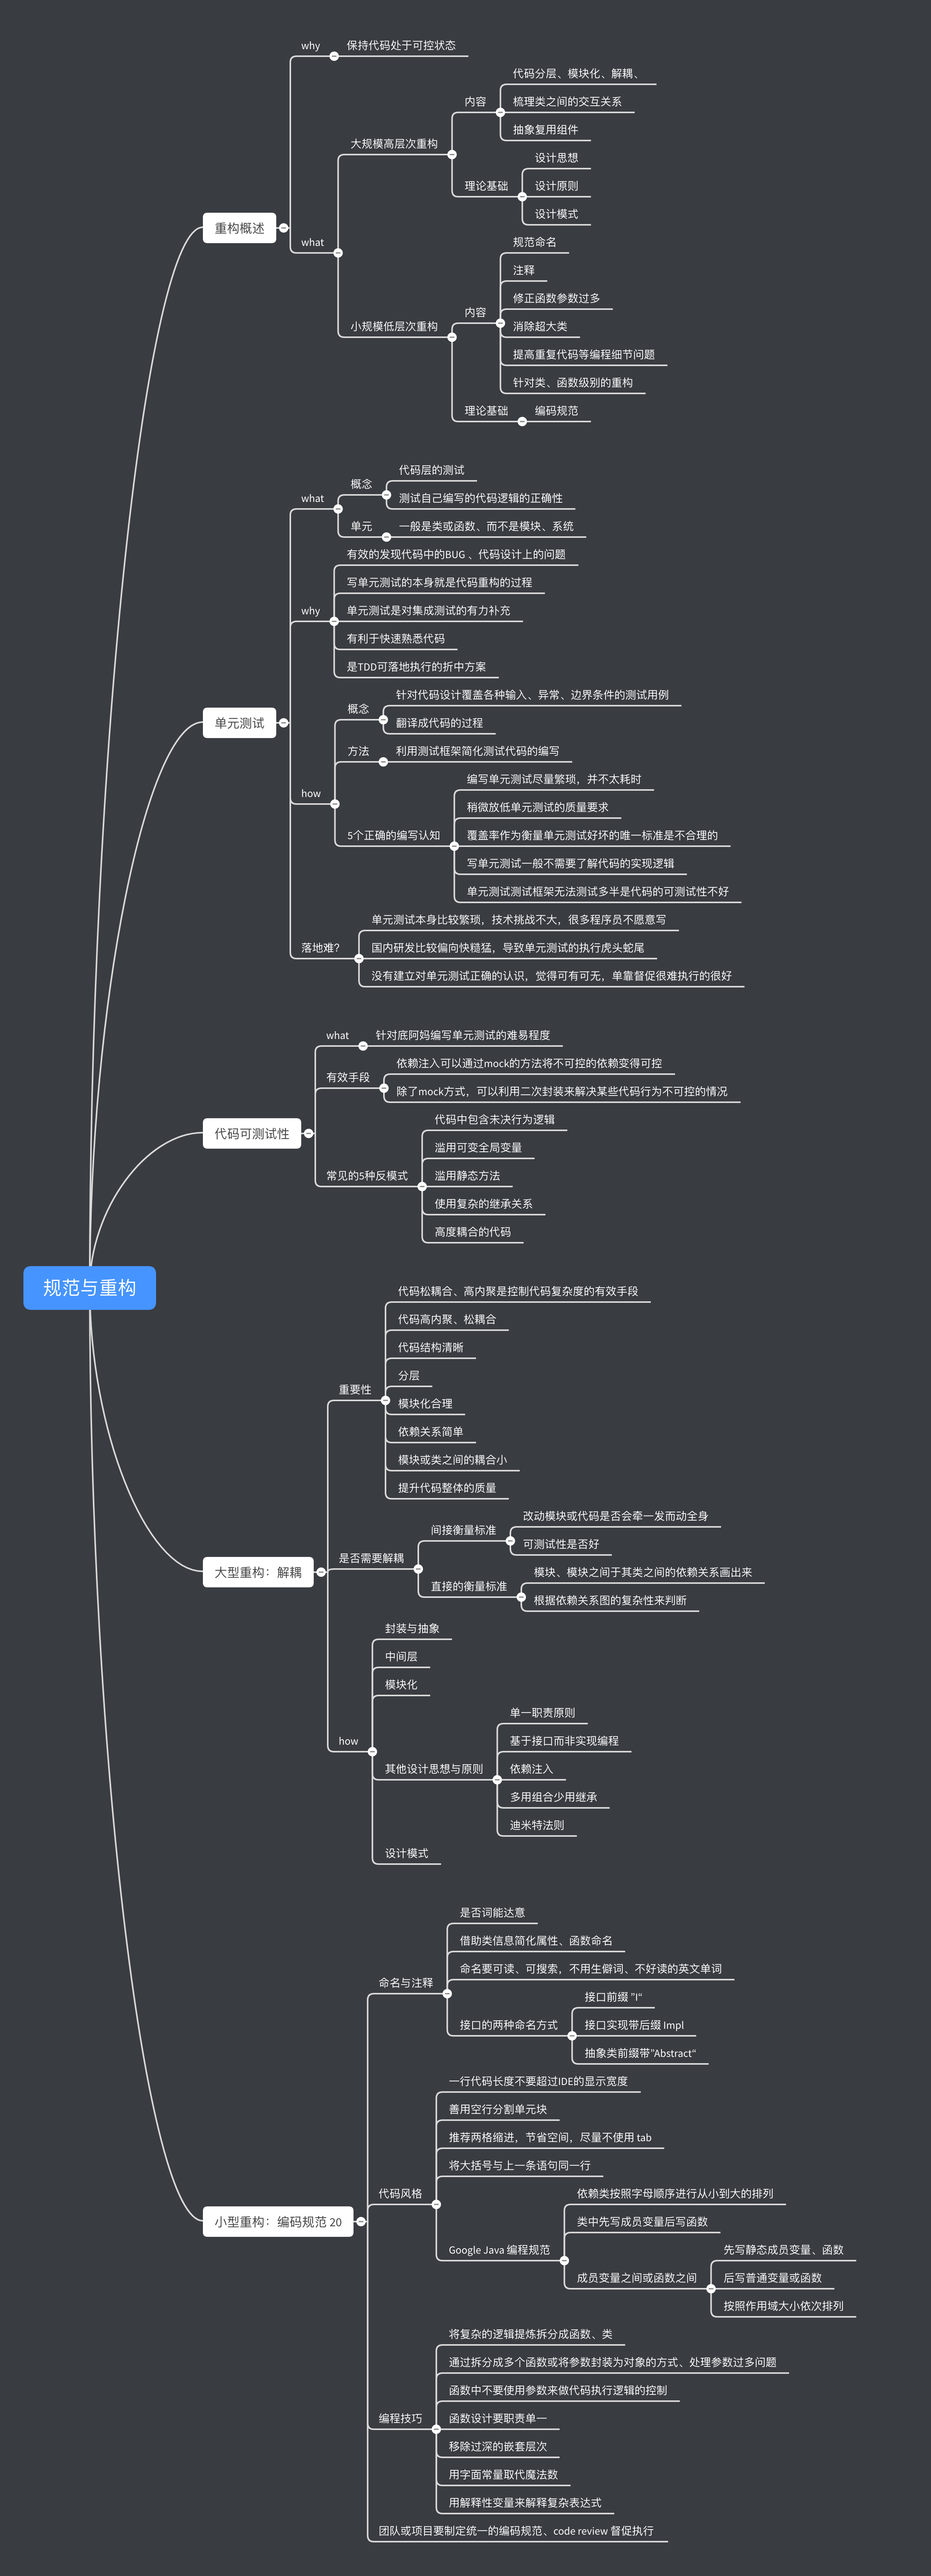 why
保持代码处于可控状态
代码分层、模块化、解耦、
内容
梳理类之间的交互关系
抽象复用组件
大规模高层次重构
设计思想
理论基础
设计原则
设计模式
重构概述
what
规范命名
注释
修正函数参数过多
内容
消除超大类
小规模低层次重构
提高重复代码等编程细节问题
针对类、函数级别的重构
理论基础
编码规范
代码层的测试
概念
what
测试自己编写的代码逻辑的正确性
单元
一般是类或函数、而不是模块、系统
有效的发现代码中的BUG 、代码设计上的问题
写单元测试的本身就是代码重构的过程
why
单元测试是对集成测试的有力补充
有利于快速熟悉代码
是TDD可落地执行的折中方案
针对代码设计覆盖各种输入、异常、边界条件的测试用例
概念
单元测试
翻译成代码的过程
方法
利用测试框架简化测试代码的编写
how
编写单元测试尽量繁琐，并不太耗时
稍微放低单元测试的质量要求
5个正确的编写认知
覆盖率作为衡量单元测试好坏的唯一标准是不合理的
写单元测试一般不需要了解代码的实现逻辑
单元测试测试框架无法测试多半是代码的可测试性不好
单元测试本身比较繁琐，技术挑战不大，很多程序员不愿意写
落地难？
国内研发比较偏向快糙猛，导致单元测试的执行虎头蛇尾
没有建立对单元测试正确的认识，觉得可有可无，单靠督促很难执行的很好
what
针对底阿妈编写单元测试的难易程度
依赖注入可以通过mock的方法将不可控的依赖变得可控
有效手段
除了mock方式，可以利用二次封装来解决某些代码行为不可控的情况
代码可测试性
代码中包含未决行为逻辑
滥用可变全局变量
常见的5种反模式
滥用静态方法
使用复杂的继承关系
高度耦合的代码
规范与重构
代码松耦合、高内聚是控制代码复杂度的有效手段
代码高内聚、松耦合
代码结构清晰
分层
重要性
模块化合理
依赖关系简单
模块或类之间的耦合小
提升代码整体的质量
改动模块或代码是否会牵一发而动全身
间接衡量标准
可测试性是否好
是否需要解耦
大型重构：解耦
模块、模块之间于其类之间的依赖关系画出来
直接的衡量标准
根据依赖关系图的复杂性来判断
封装与抽象
中间层
模块化
how
单一职责原则
基于接口而非实现编程
其他设计思想与原则
依赖注入
多用组合少用继承
迪米特法则
设计模式
是否词能达意
借助类信息简化属性、函数命名
命名与注释
命名要可读、可搜索，不用生僻词、不好读的英文单词
接口前缀 ”I“
接口的两种命名方式
接口实现带后缀 Impl
抽象类前缀带”Abstract“
一行代码长度不要超过IDE的显示宽度
善用空行分割单元块
推荐两格缩进，节省空间，尽量不使用 tab
将大括号与上一条语句同一行
代码风格
小型重构：编码规范 20
依赖类按照字母顺序进行从小到大的排列
类中先写成员变量后写函数
Google Java 编程规范
先写静态成员变量、函数
成员变量之间或函数之间
后写普通变量或函数
按照作用域大小依次排列
将复杂的逻辑提炼拆分成函数、类
通过拆分成多个函数或将参数封装为对象的方式、处理参数过多问题
函数中不要使用参数来做代码执行逻辑的控制
编程技巧
函数设计要职责单一
移除过深的嵌套层次
用字面常量取代魔法数
用解释性变量来解释复杂表达式
团队或项目要制定统一的编码规范、code review 督促执行